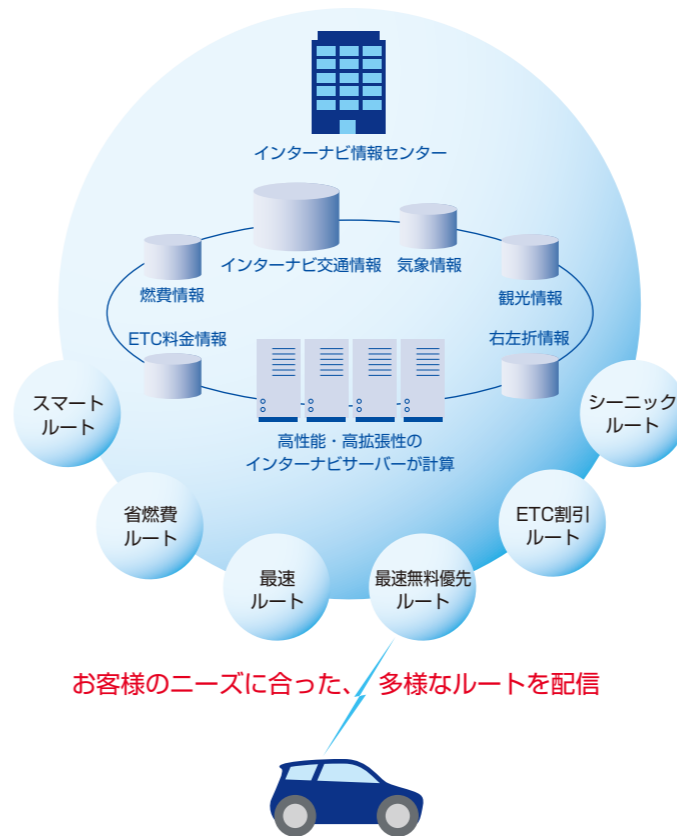 インターナビ情報センター
インターナビ交通情報
気象情報
燃費情報
観光情報
ETC料金情報
右左折情報
高性能・高拡張性の
インターナビサーバーが計算
スマート
ルート
シーニック
ルート
省燃費
ルート
ETC割引
ルート
最速
ルート
最速無料優先
ルート
お客様のニーズに合った、多様なルートを配信